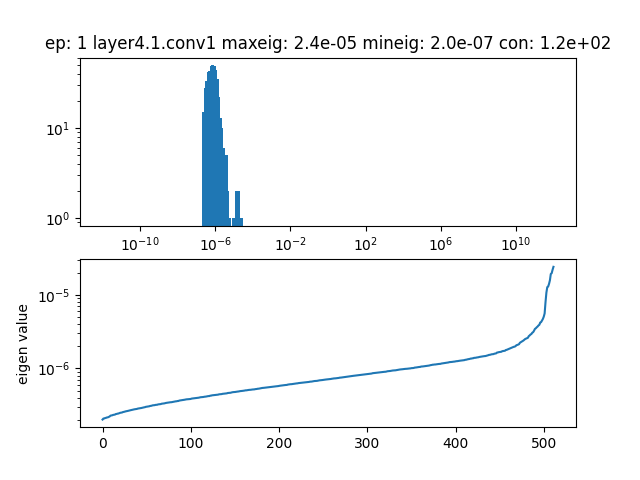 ep: 1 layer4.1.conv1 maxeig: 2.4e-05 mineig: 2.0e-07 con: 1.2e+02
10¹
10⁰
10⁻¹⁰ 10⁻⁶ 10⁻² 10² 10⁶ 10¹⁰
10⁻⁵
10⁻⁶
eigen value
0 100 200 300 400 500